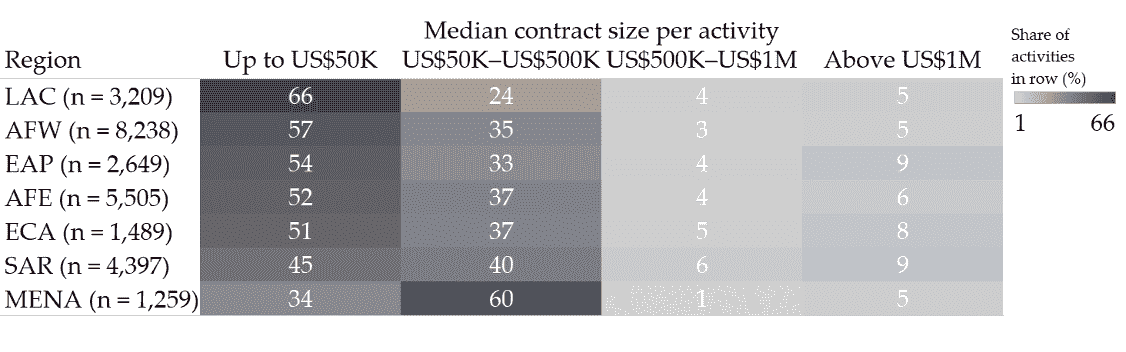 Median contract size per activity
Region Up to US$50K US$50K–US$500K US$500K–US$1M Above US$1M
LAC (n = 3,209) 66 24 4 5
AFW (n = 8,238) 57 35 3 5
EAP (n = 2,649) 54 33 4 9
AFE (n = 5,505) 52 37 4 6
ECA (n = 1,489) 51 37 5 8
SAR (n = 4,397) 45 40 6 9
MENA (n = 1,259) 34 60 1 5
Share of
activities
in row (%)
1 66